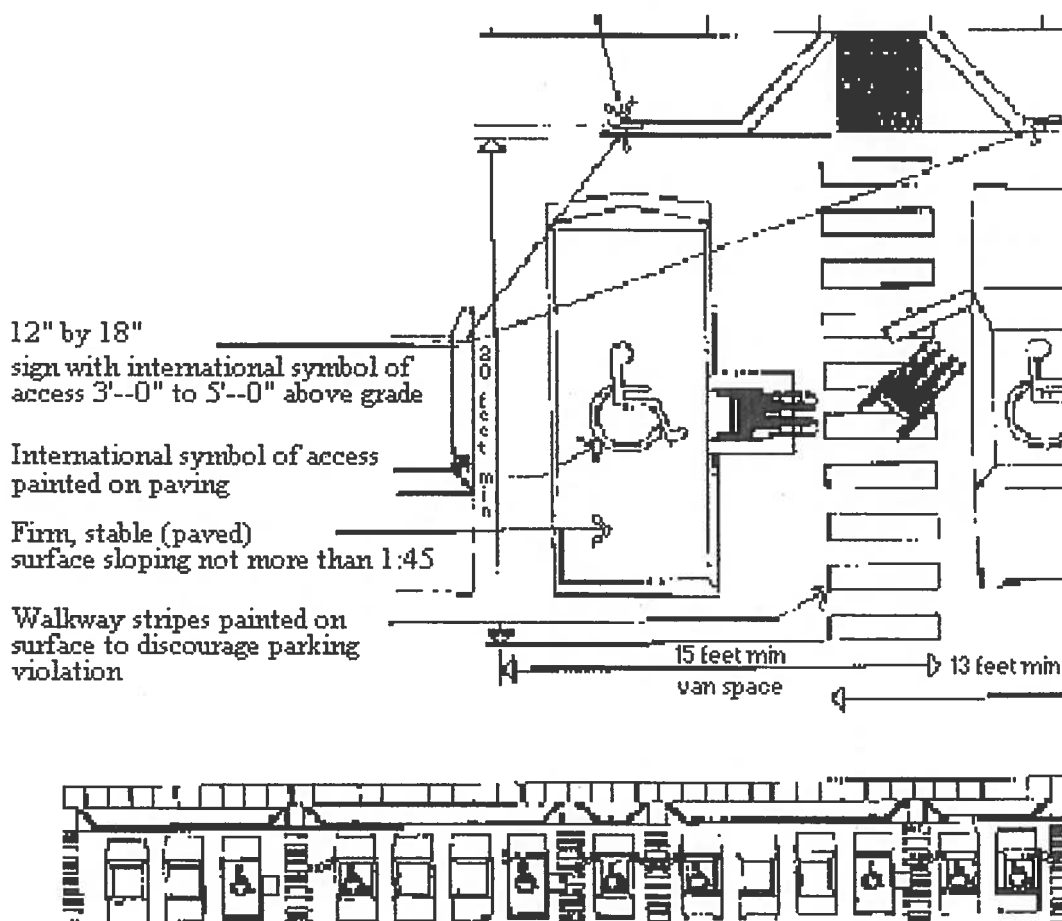 12" by 18"
sign with international symbol of
access 3'--0" to 5'--0" above grade
International symbol of access
painted on paving
Firm, stable (paved)
surface sloping not more than 1:45
Walkway stripes painted on
surface to discourage parking
violation
20 feet min
15 feet min
van space
13 feet min